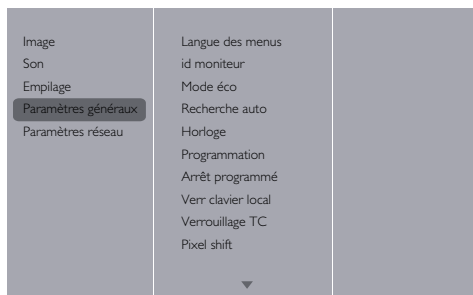 Image
Son
Empilage
Paramètres généraux
Paramètres réseau
Langue des menus
id moniteur
Mode éco
Recherche auto
Horloge
Programmation
Arrêt programmé
Verr clavier local
Verrouillage TC
Pixel shift